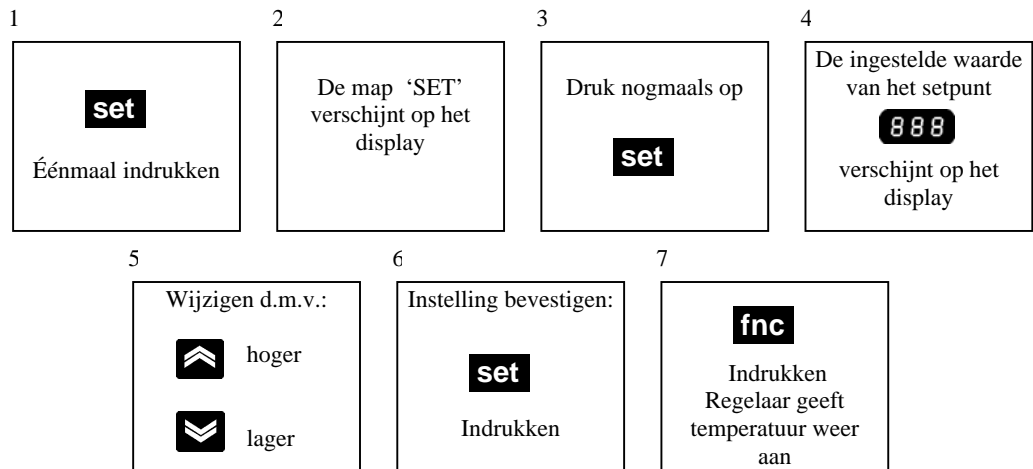 1
set
Éénmaal indrukken
2
De map ‘SET’
verschijnt op het
display
3
Druk nogmaals op
set
4
De ingestelde waarde
van het setpunt
888
verschijnt op het
display
5
Wijzigen d.m.v.:
hoger
lager
6
Instelling bevestigen:
set
Indrukken
7
fnc
Indrukken
Regelaar geeft
temperatuur weer
aan